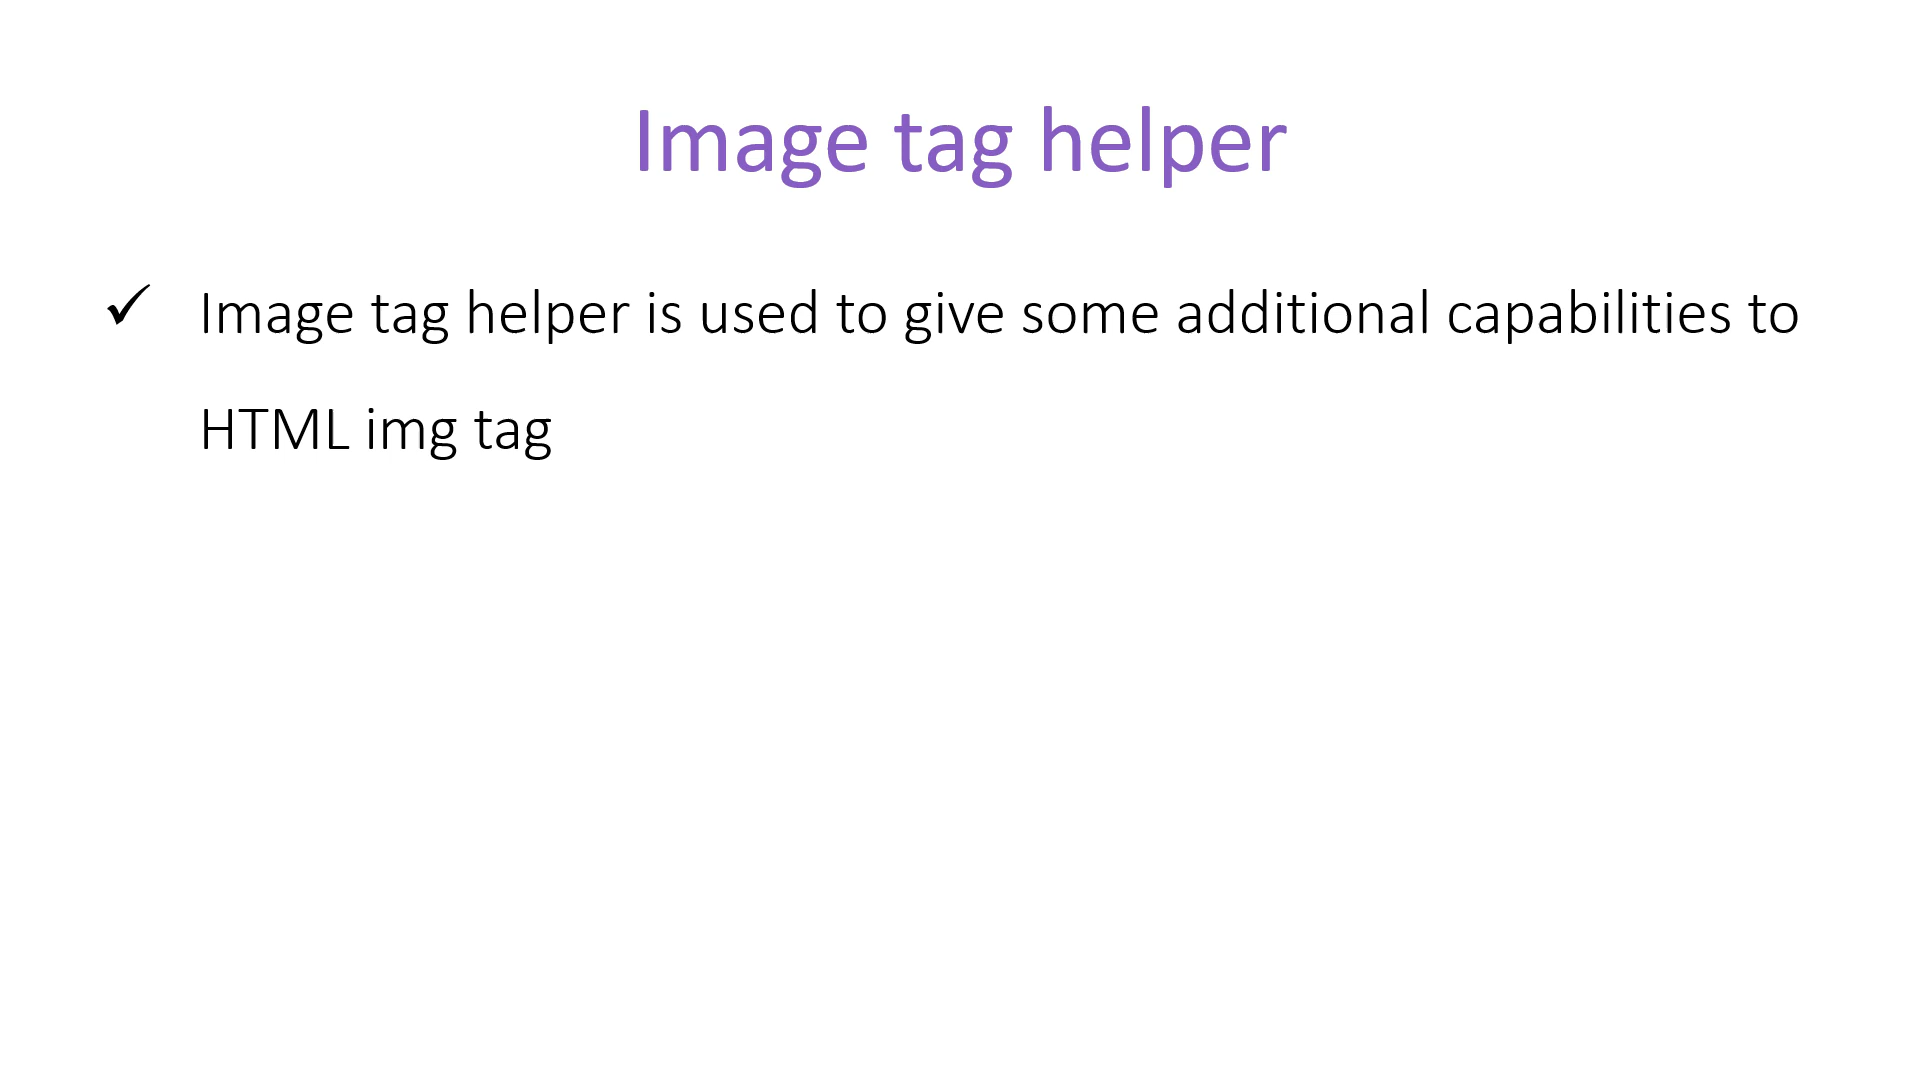 Image tag helper
✓ Image tag helper is used to give some additional capabilities to
HTML img tag